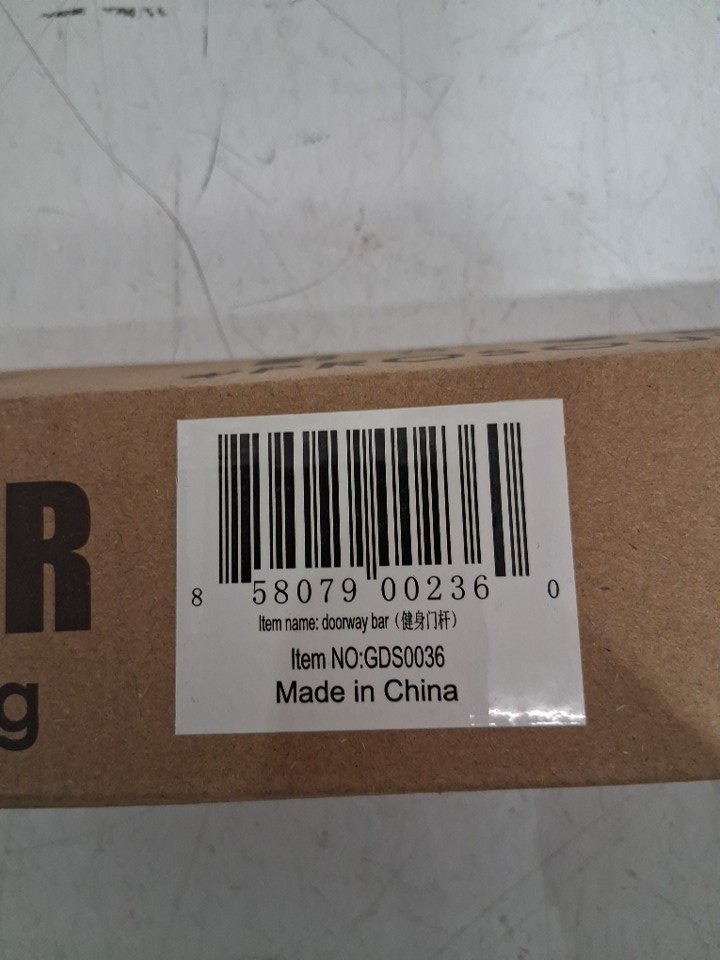 R
g
8 58079 00236 0
Item name: doorway bar（健身门杆）
Item NO:GDS0036
Made in China